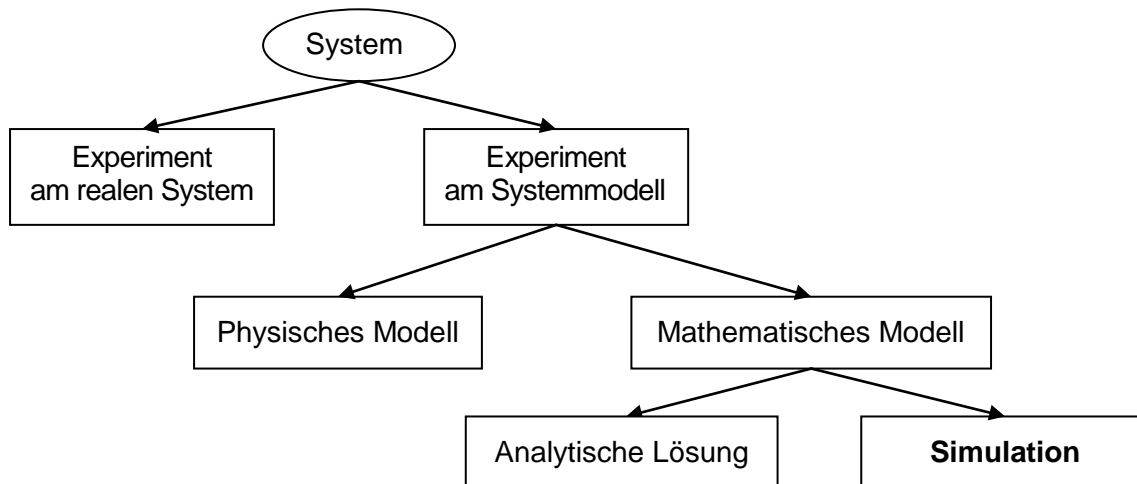 System
Experiment
am realen System
Experiment
am Systemmodell
Physisches Modell
Mathematisches Modell
Analytische Lösung
Simulation